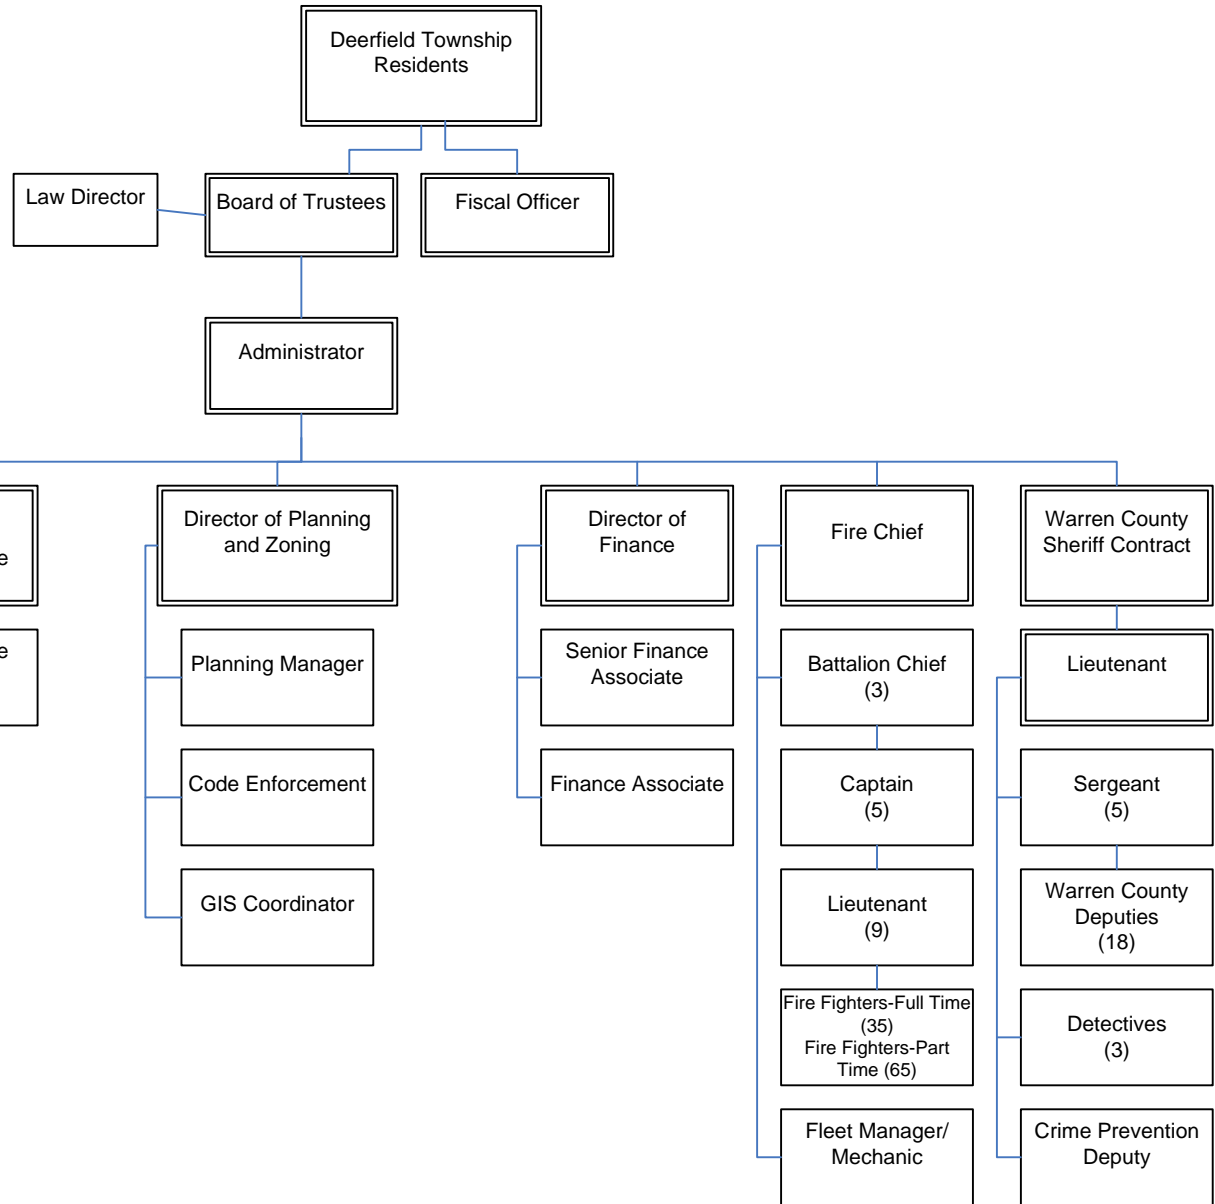 Deerfield Township
Residents
Law Director
Board of Trustees
Fiscal Officer
Administrator
Director of Planning
and Zoning
Planning Manager
Code Enforcement
GIS Coordinator
Director of
Finance
Senior Finance
Associate
Finance Associate
Fire Chief
Battalion Chief
(3)
Captain
(5)
Lieutenant
(9)
Fire Fighters-Full Time
(35)
Fire Fighters-Part
Time (65)
Fleet Manager/
Mechanic
Warren County
Sheriff Contract
Lieutenant
Sergeant
(5)
Warren County
Deputies
(18)
Detectives
(3)
Crime Prevention
Deputy